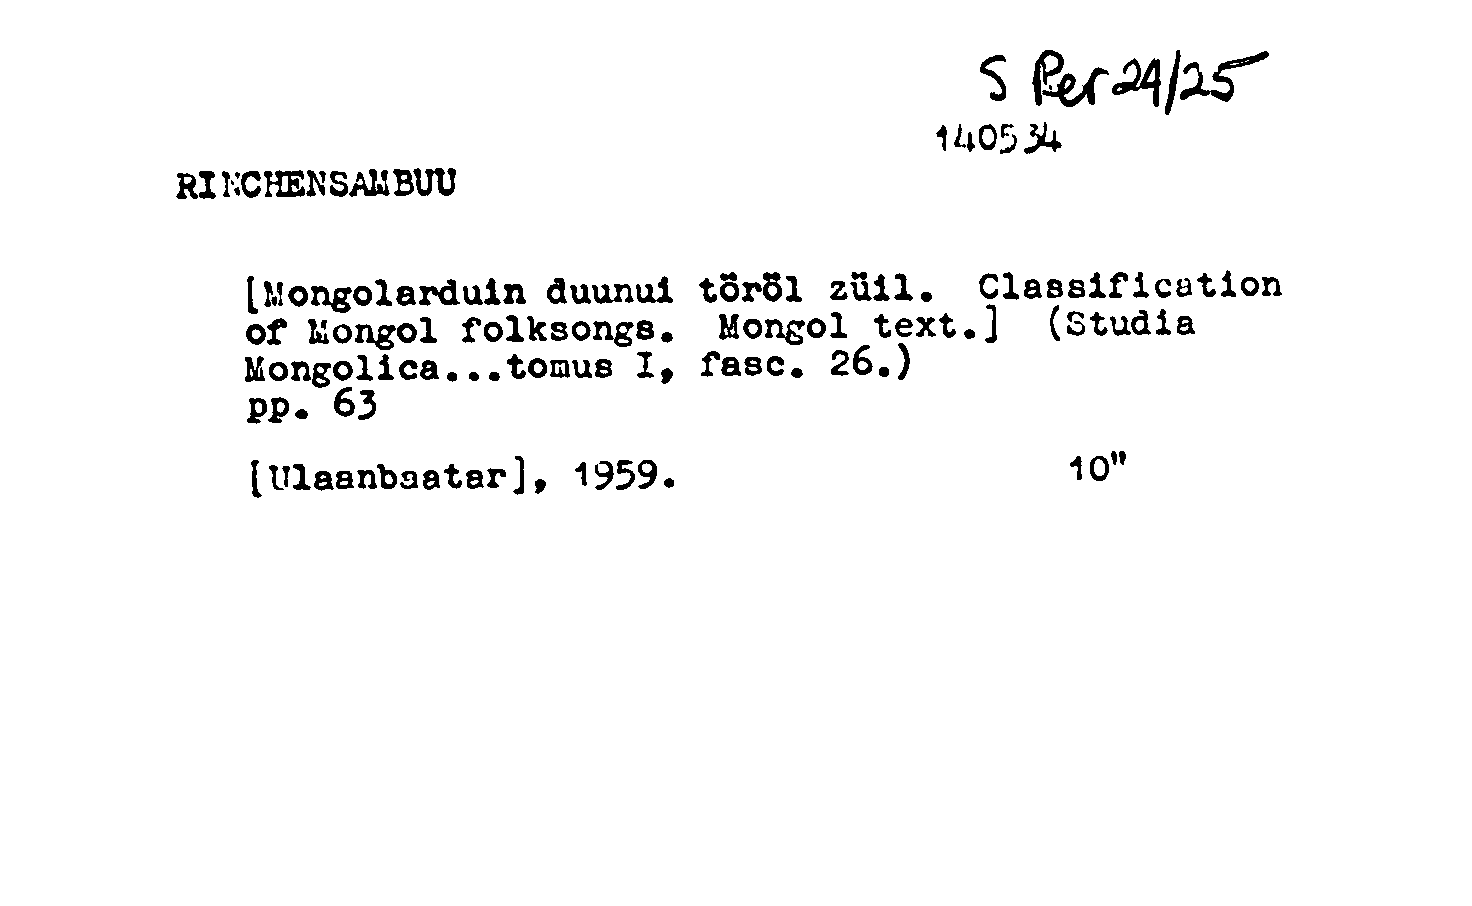 S Per 24/25
140534
RINCHENSAMBUU
[Mongolarduin duunui töröl züil. Classification
of Mongol folksongs. Mongol text.] (Studia
Mongolica...tomus I, fasc. 26.)
pp. 63
[Ulaanbaatar], 1959. 10"